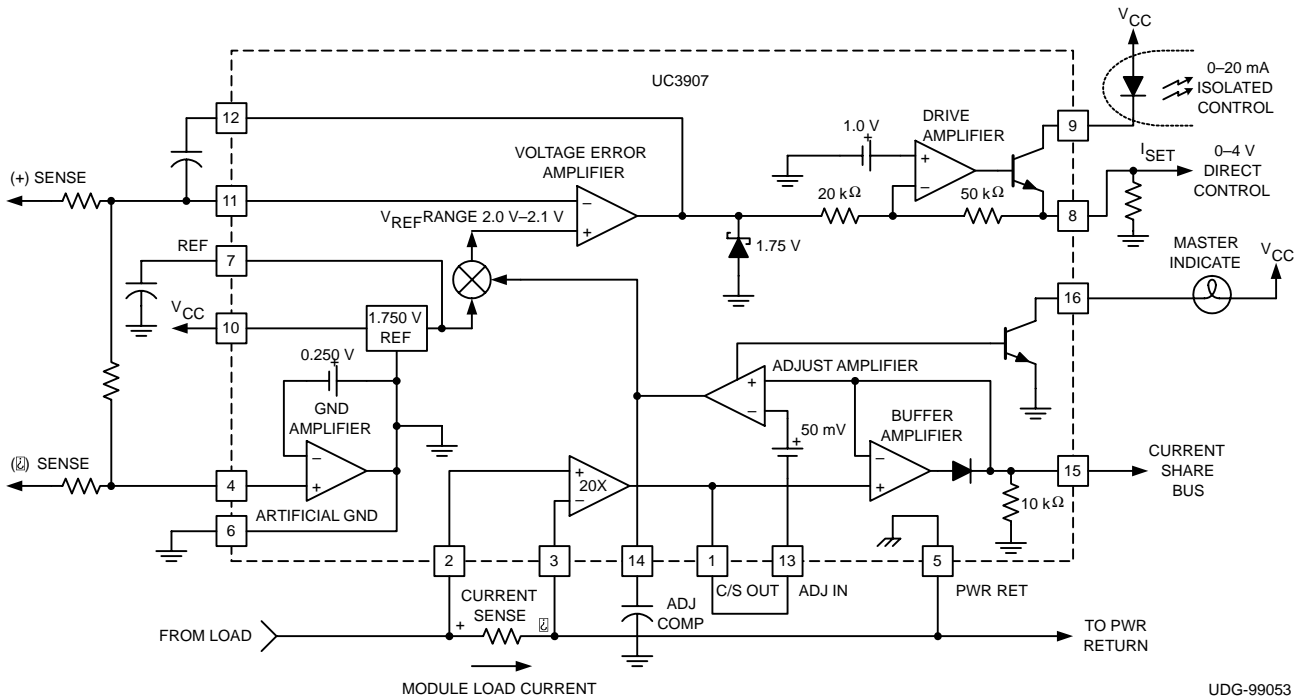 VCC
UC3907
0–20 mA
ISOLATED
CONTROL
DRIVE
AMPLIFIER
1.0 V
12
9
+
+
–
VOLTAGE ERROR
AMPLIFIER
ISET
0–4 V
DIRECT
CONTROL
(+) SENSE
11
20 kΩ
50 kΩ
8
VREF RANGE 2.0 V–2.1 V
–
+
1.75 V
REF
7
MASTER
INDICATE
VCC
VCC
10
1.750 V
REF
16
0.250 V
+
GND
AMPLIFIER
ADJUST AMPLIFIER
+
–
50 mV
+
BUFFER
AMPLIFIER
–
+
() SENSE
4
–
+
+
20X
–
15
CURRENT
SHARE
BUS
10 kΩ
ARTIFICIAL GND
6
2
3
14
1
13
5
C/S OUT
ADJ IN
PWR RET
CURRENT
SENSE
ADJ
COMP
FROM LOAD
+
TO PWR
RETURN
MODULE LOAD CURRENT
UDG-99053